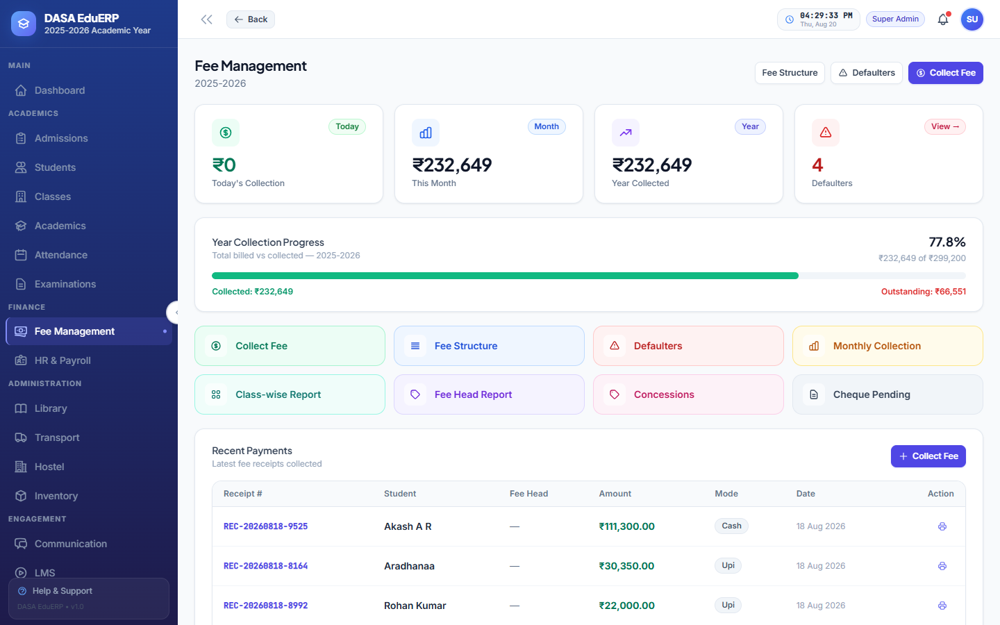 DASA EduERP
2025-2026 Academic Year
MAIN
Dashboard
ACADEMICS
Admissions
Students
Classes
Academics
Attendance
Examinations
FINANCE
Fee Management
HR & Payroll
ADMINISTRATION
Library
Transport
Hostel
Inventory
ENGAGEMENT
Communication
LMS
Help & Support
DASA EduERP • v1.0
Back
04:29:33 PM
Thu, Aug 20
Super Admin
SU
Fee Management
2025-2026
Fee Structure
Defaulters
Collect Fee
Today
₹0
Today's Collection
Month
₹232,649
This Month
Year
₹232,649
Year Collected
View →
4
Defaulters
Year Collection Progress
77.8%
Total billed vs collected — 2025-2026
₹232,649 of ₹299,200
Collected: ₹232,649
Outstanding: ₹66,551
Collect Fee
Fee Structure
Defaulters
Monthly Collection
Class-wise Report
Fee Head Report
Concessions
Cheque Pending
Recent Payments
Latest fee receipts collected
Collect Fee
Receipt # Student Fee Head Amount Mode Date Action
REC-20260818-9525 Akash A R — ₹111,300.00 Cash 18 Aug 2026
REC-20260818-8164 Aradhanaa — ₹30,350.00 Upi 18 Aug 2026
REC-20260818-8992 Rohan Kumar — ₹22,000.00 Upi 18 Aug 2026